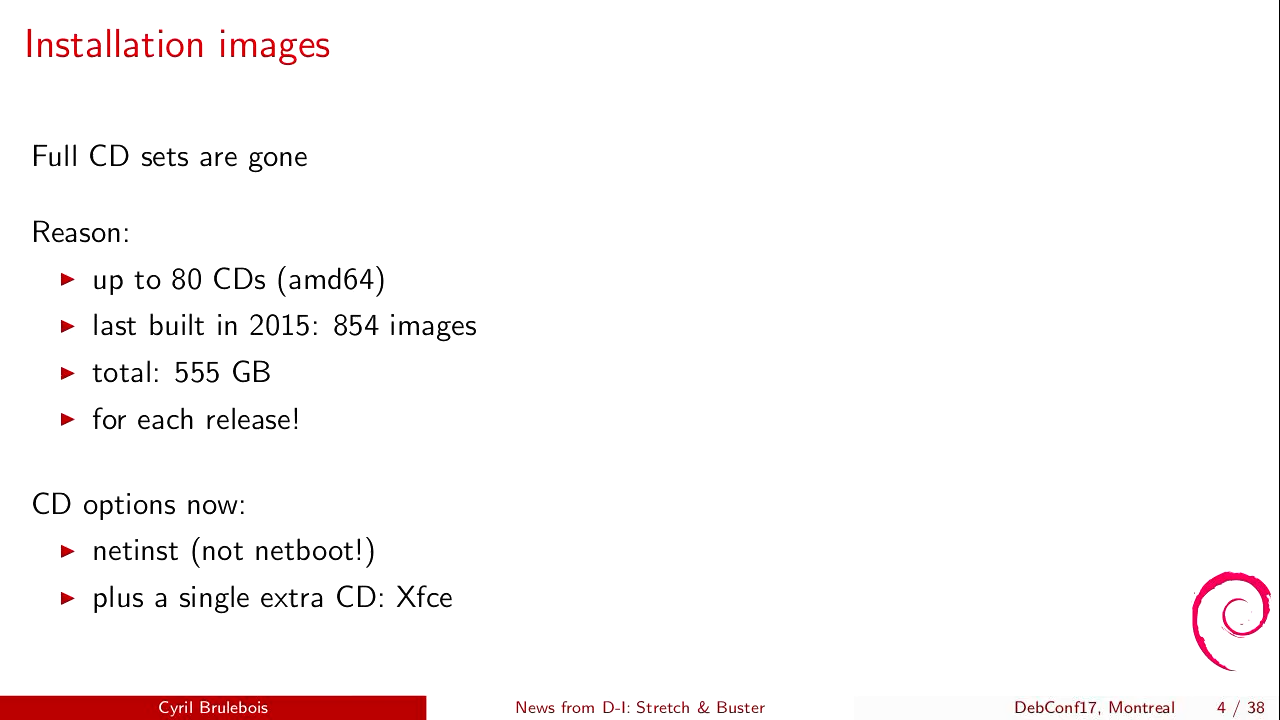 Installation images
Full CD sets are gone
Reason:
up to 80 CDs (amd64)
last built in 2015: 854 images
total: 555 GB
for each release!
CD options now:
netinst (not netboot!)
plus a single extra CD: Xfce
Cyril Brulebois
News from D-I: Stretch & Buster
DebConf17, Montreal
4 / 38